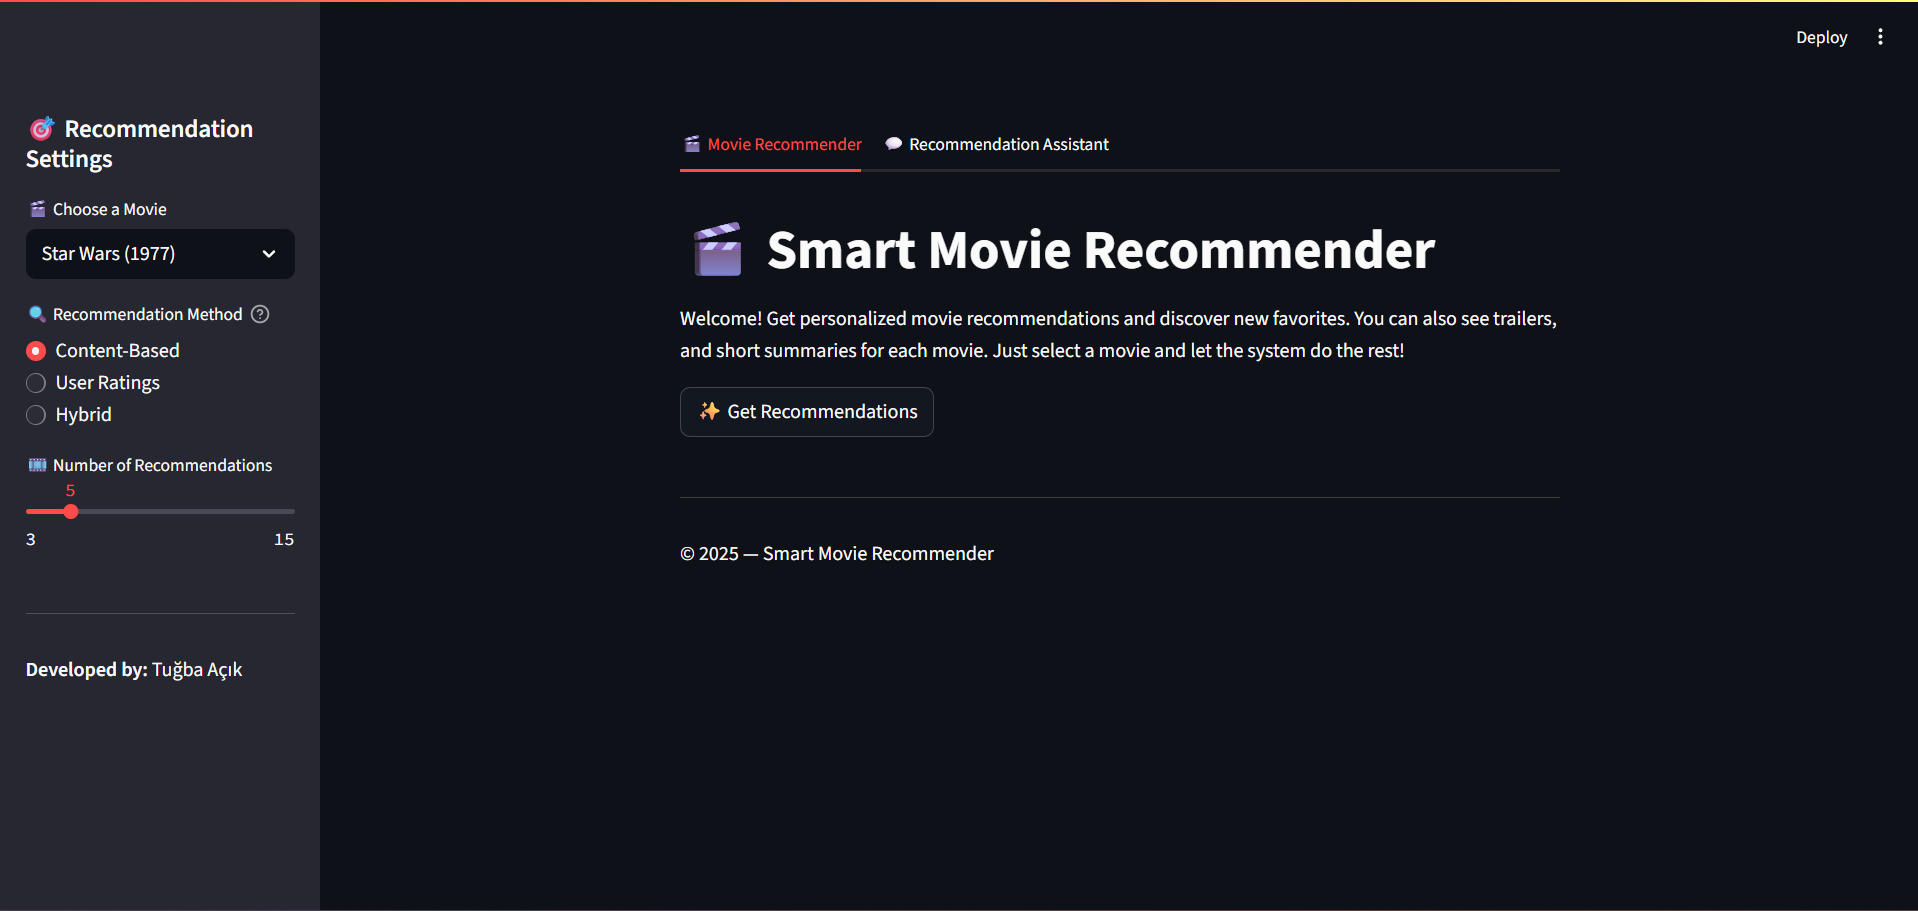 Deploy
Recommendation
Settings
Choose a Movie
Star Wars (1977)
Recommendation Method
Content-Based
User Ratings
Hybrid
Number of Recommendations
5
3 15
Developed by: Tuğba Açık
Movie Recommender Recommendation Assistant
Smart Movie Recommender
Welcome! Get personalized movie recommendations and discover new favorites. You can also see trailers,
and short summaries for each movie. Just select a movie and let the system do the rest!
Get Recommendations
© 2025 — Smart Movie Recommender